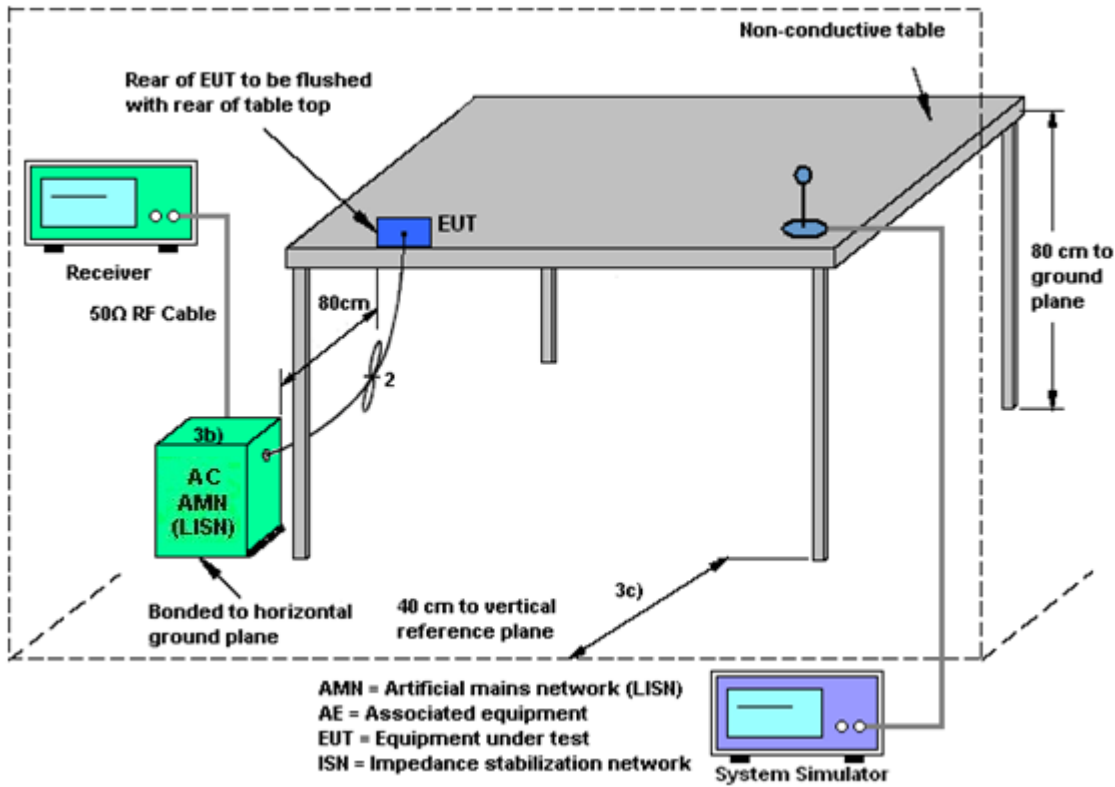 Non-conductive table
Rear of EUT to be flushed
with rear of table top
EUT
Receiver
80 cm to
ground
plane
80cm
50Ω RF Cable
2
3b)
AC
AMN
(LISN)
3c)
Bonded to horizontal
ground plane
40 cm to vertical
reference plane
AMN = Artificial mains network (LISN)
AE = Associated equipment
EUT = Equipment under test
ISN = Impedance stabilization network
System Simulator